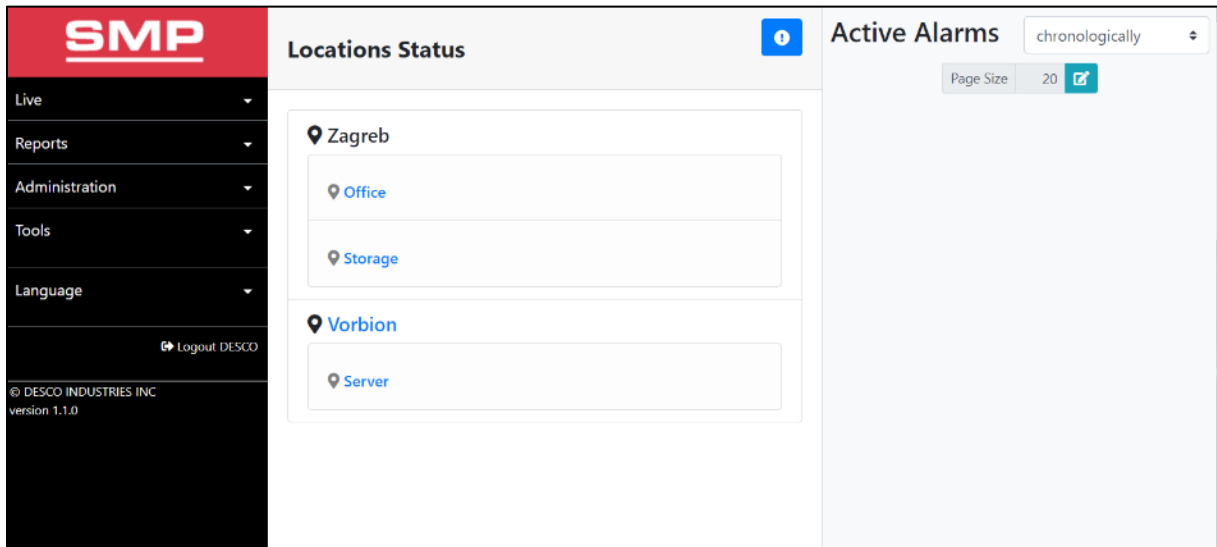 SMP
Live
Reports
Administration
Tools
Language
Logout DESCO
© DESCO INDUSTRIES INC
version 1.1.0
Locations Status
Zagreb
Office
Storage
Vorbion
Server
Active Alarms chronologically
Page Size 20